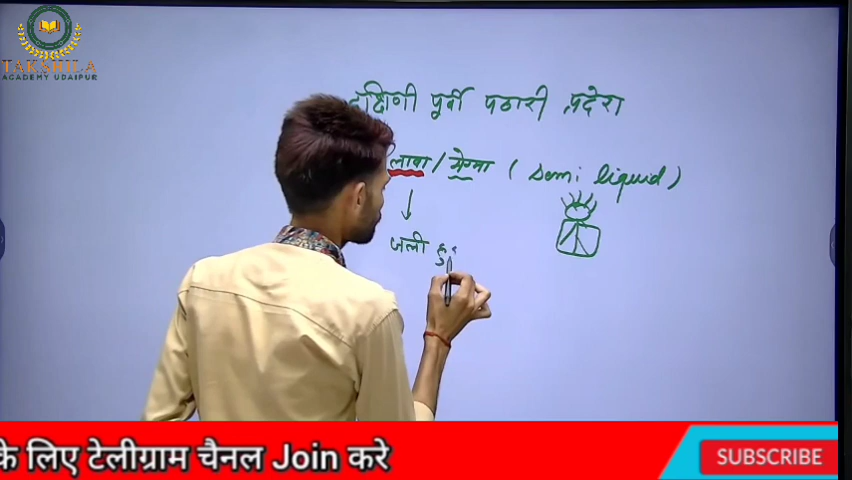 TAKSHILA
ACADEMY UDAIPUR
दक्षिणी पूर्वी पठारी प्रदेश
लावा / मेग्मा ( Semi liquid )
जली हुई
के लिए टेलीग्राम चैनल Join करे
SUBSCRIBE